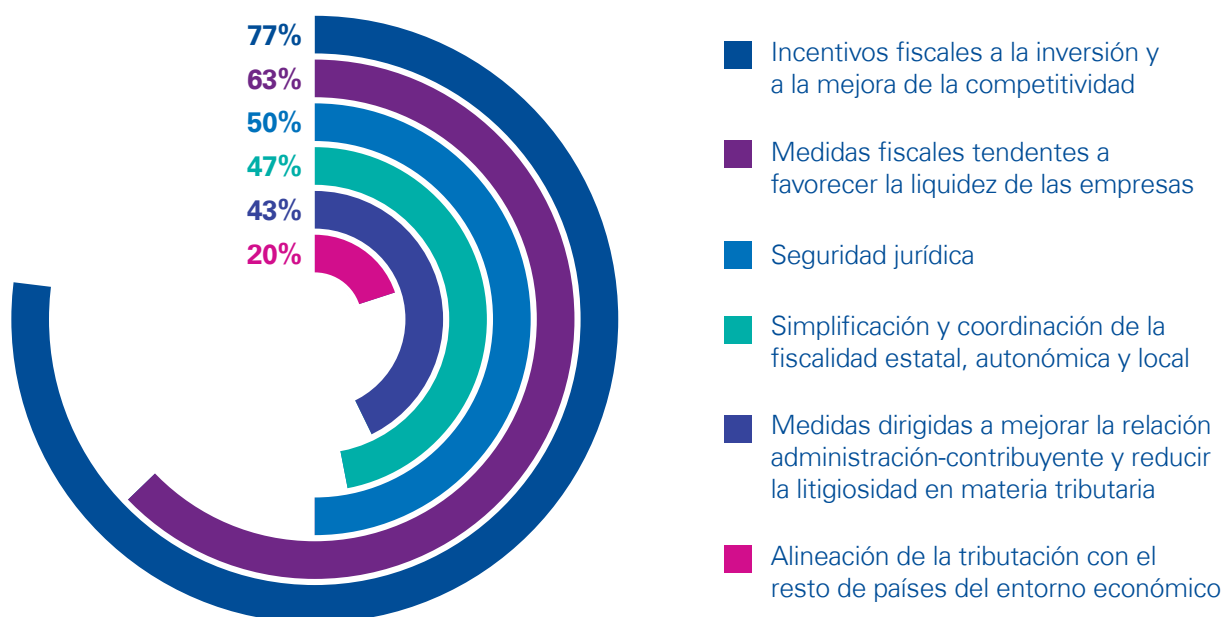 77%
63%
50%
47%
43%
20%
Incentivos fiscales a la inversión y
a la mejora de la competitividad
Medidas fiscales tendentes a
favorecer la liquidez de las empresas
Seguridad jurídica
Simplificación y coordinación de la
fiscalidad estatal, autonómica y local
Medidas dirigidas a mejorar la relación
administración-contribuyente y reducir
la litigiosidad en materia tributaria
Alineación de la tributación con el
resto de países del entorno económico